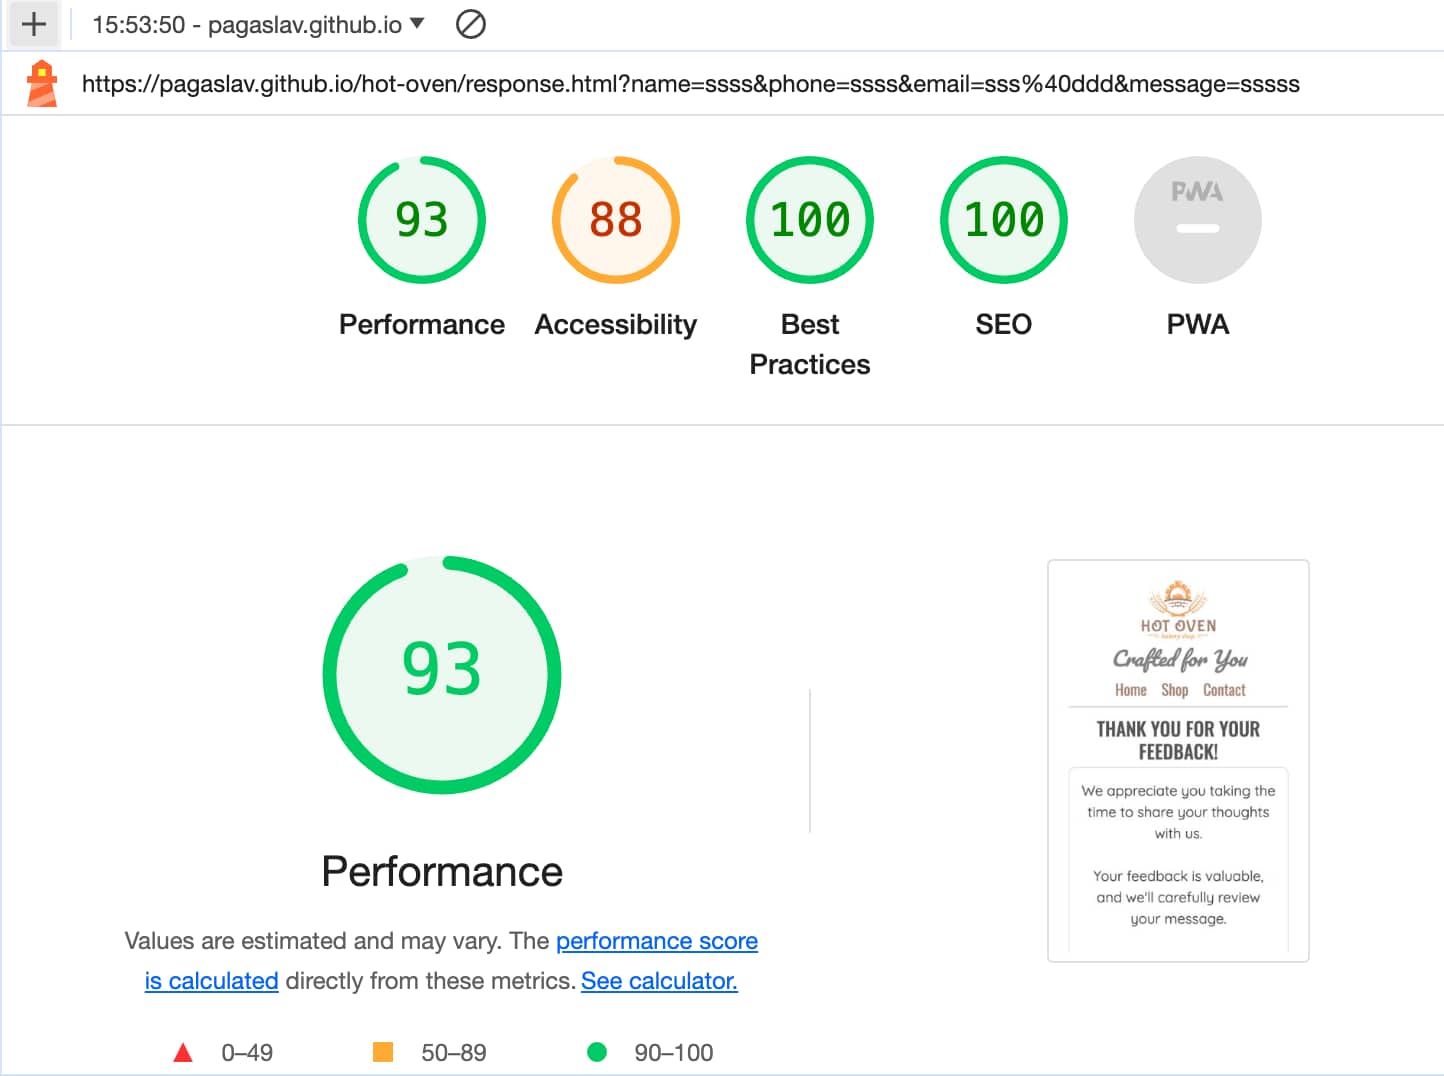 15:53:50 - pagaslav.github.io
https://pagaslav.github.io/hot-oven/response.html?name=ssss&phone=ssss&email=sss%40ddd&message=sssss
93
88
100
100
PWA
Performance
Accessibility
Best
Practices
SEO
PWA
93
Performance
Values are estimated and may vary. The performance score
is calculated directly from these metrics. See calculator.
0–49
50–89
90–100
HOT OVEN
bakery shop
Crafted for You
Home Shop Contact
THANK YOU FOR YOUR
FEEDBACK!
We appreciate you taking the
time to share your thoughts
with us.
Your feedback is valuable,
and we'll carefully review
your message.